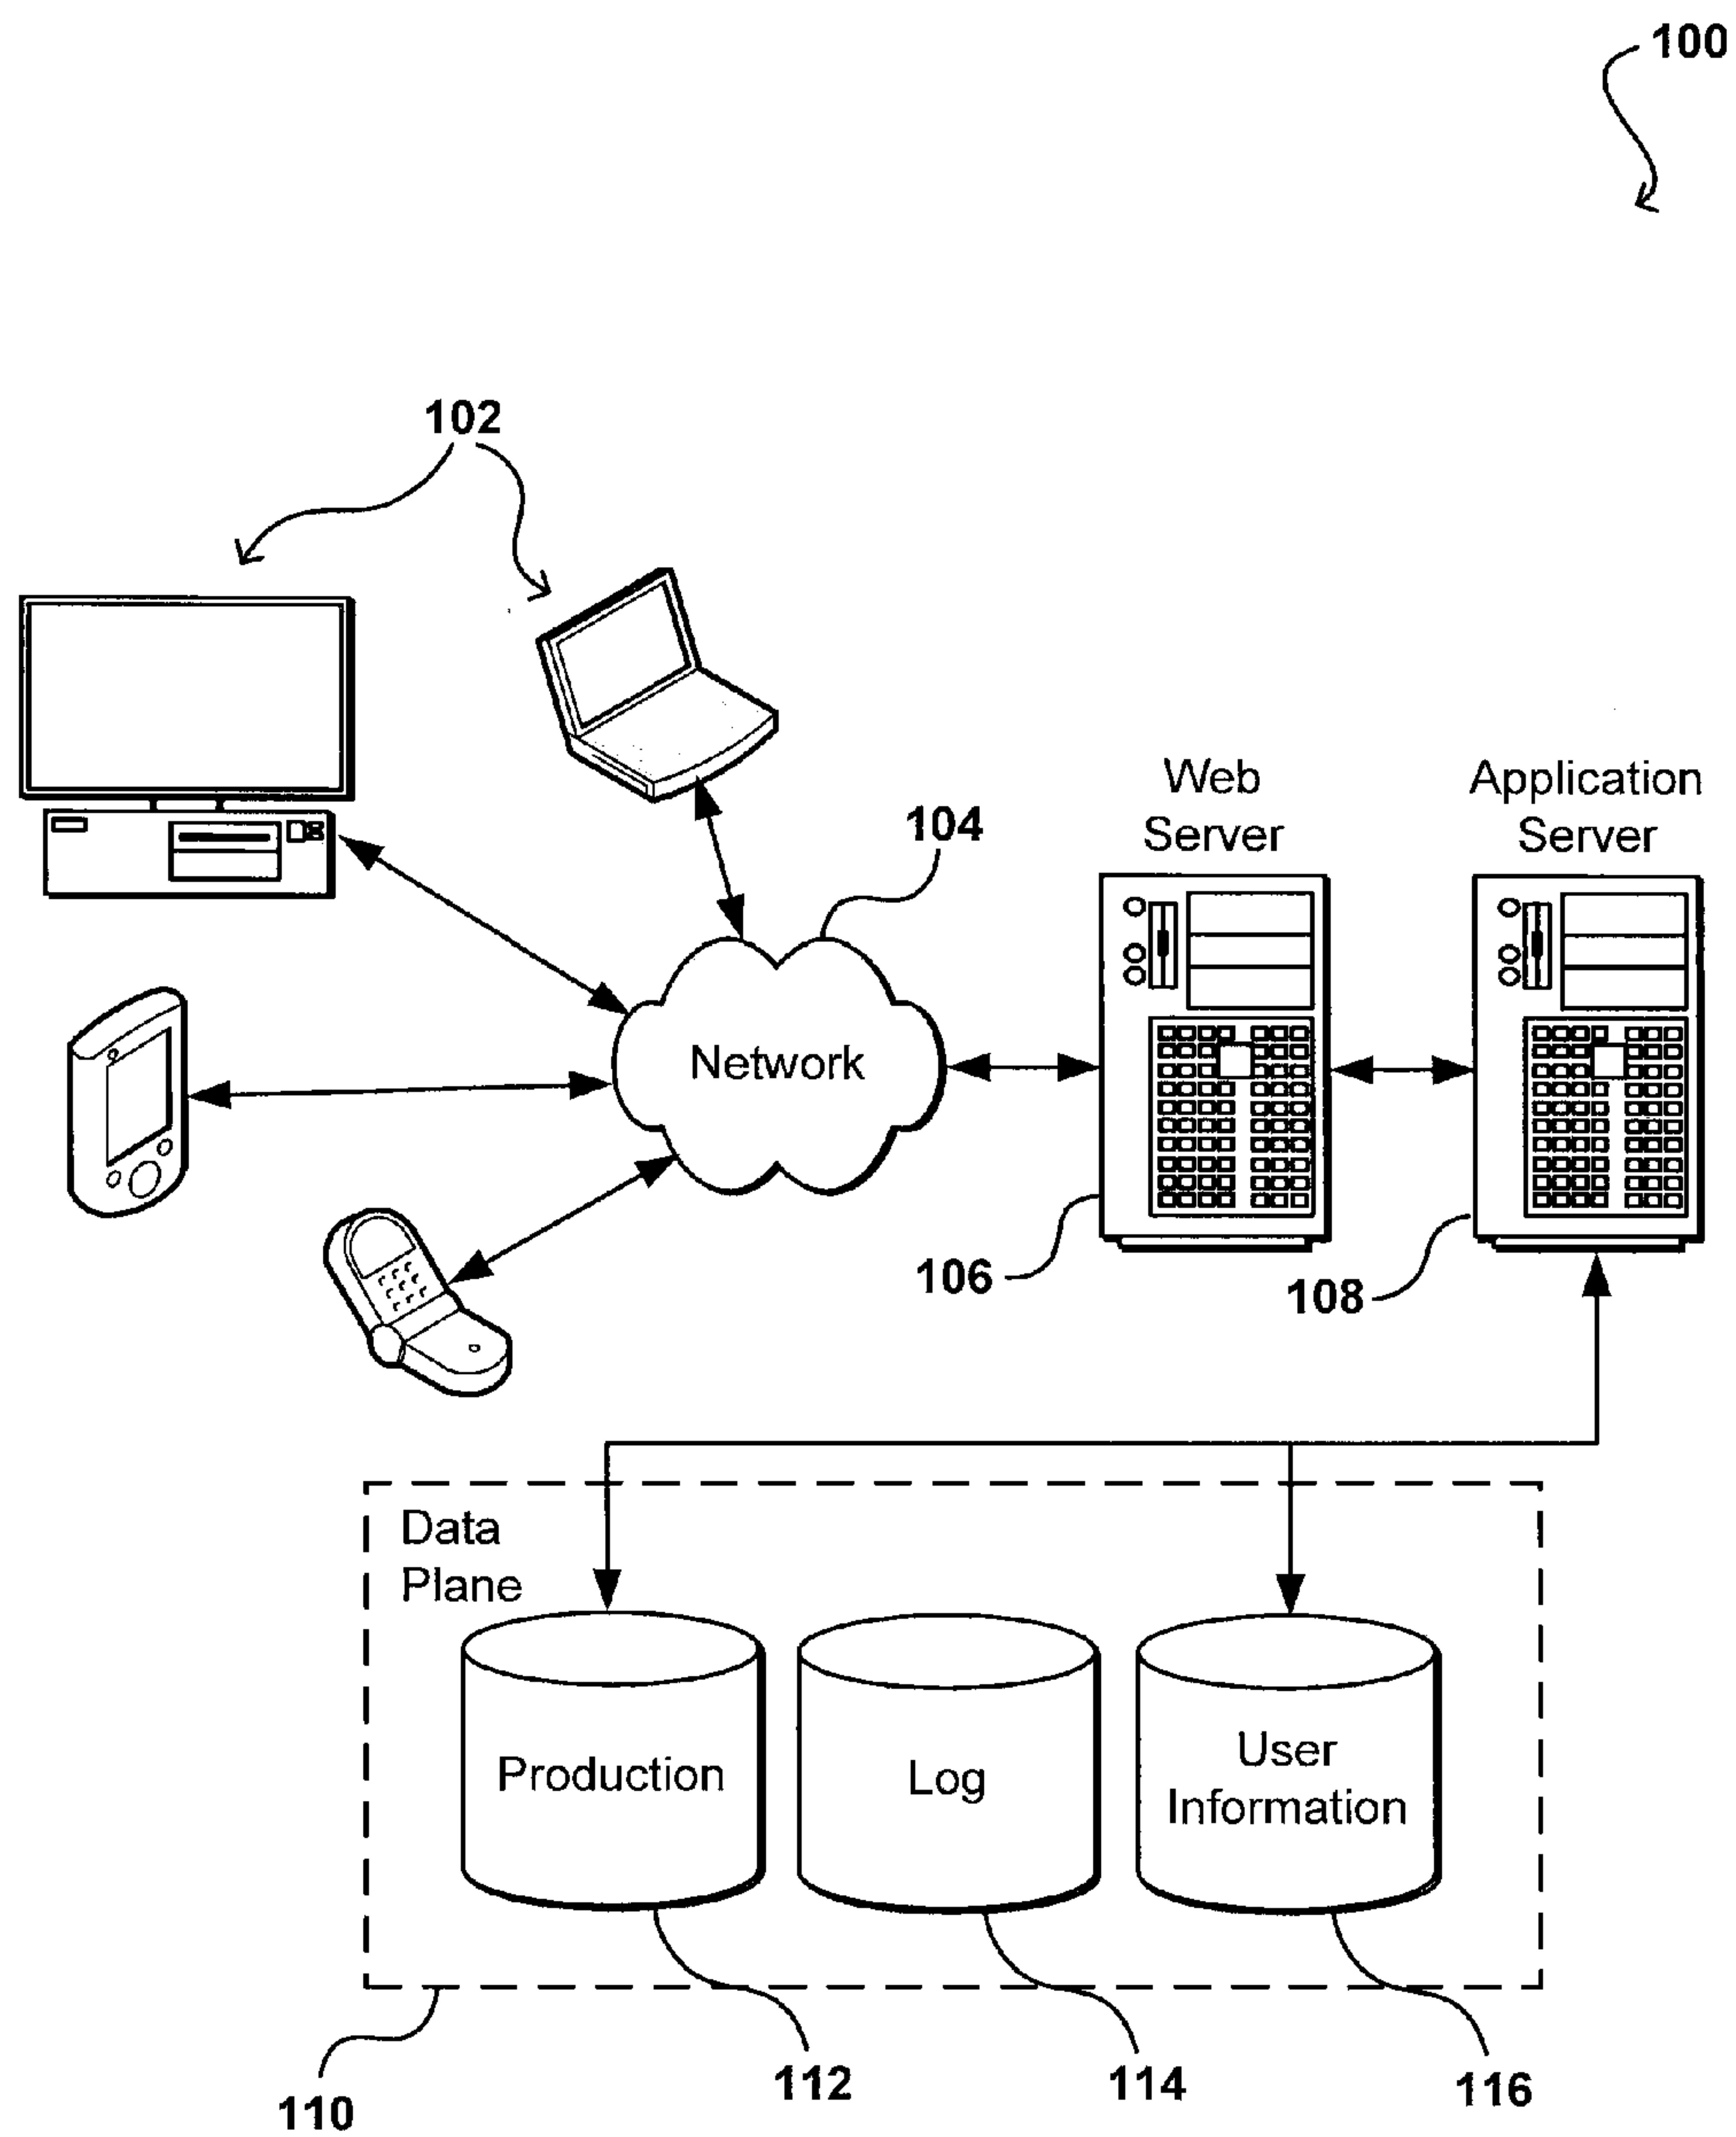 100
102
Web
Server
Application
Server
104
Network
106
108
Data
Plane
Production
Log
User
Information
112
114
116
110